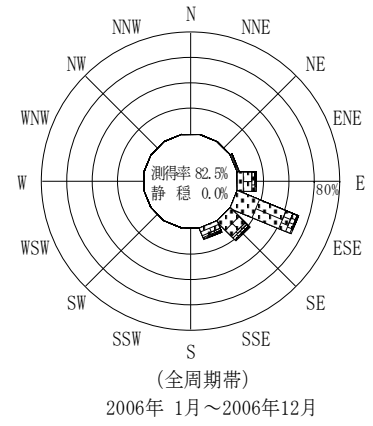 N
NNW NNE
NW NE
WNW ENE
測得率 82.5%
W 80% E
静 穏 0.0%
WSW ESE
SW SE
SSW SSE
S
(全周期帯)
2006年 1月～2006年12月